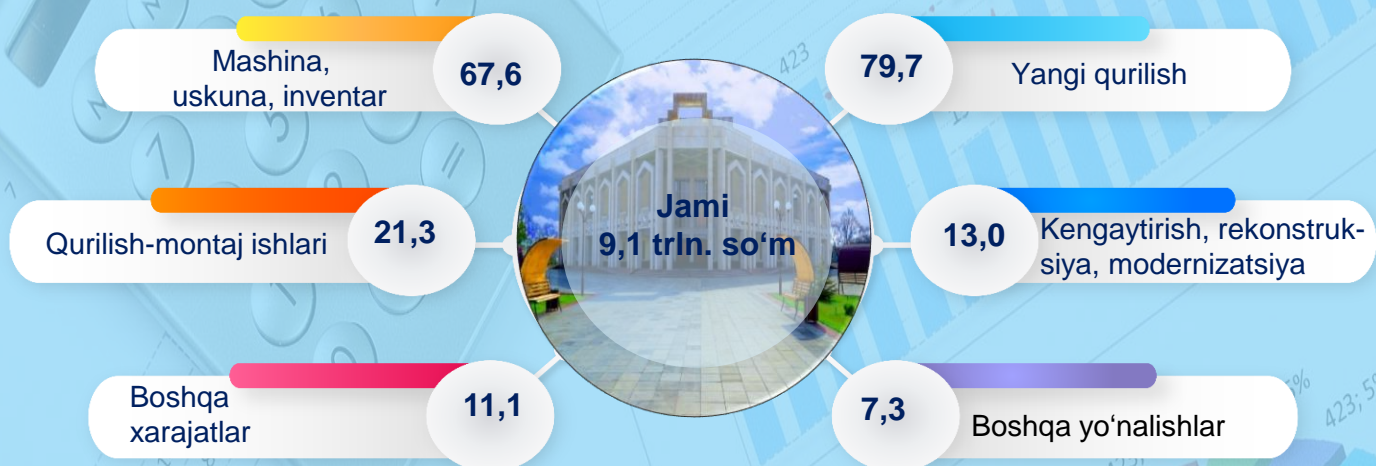 Mashina,
uskuna, inventar
67,6
Qurilish-montaj ishlari
21,3
Boshqa
xarajatlar
11,1
Jami
9,1 trln. so‘m
79,7
Yangi qurilish
13,0
Kengaytirish, rekonstruk-
siya, modernizatsiya
7,3
Boshqa yo‘nalishlar
423